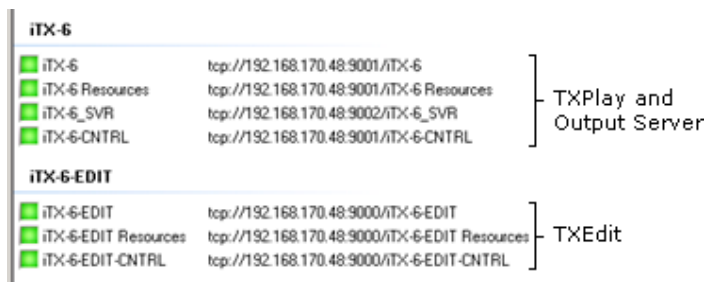 iTX-6
iTX-6 tcp://192.168.170.48:9001/iTX-6
iTX-6 Resources tcp://192.168.170.48:9001/iTX-6 Resources
iTX-6_SVR tcp://192.168.170.48:9002/iTX-6_SVR
iTX-6-CNTRL tcp://192.168.170.48:9001/iTX-6-CNTRL
TXPlay and
Output Server
iTX-6-EDIT
iTX-6-EDIT tcp://192.168.170.48:9000/iTX-6-EDIT
iTX-6-EDIT Resources tcp://192.168.170.48:9000/iTX-6-EDIT Resources
iTX-6-EDIT-CNTRL tcp://192.168.170.48:9000/iTX-6-EDIT-CNTRL
TXEdit